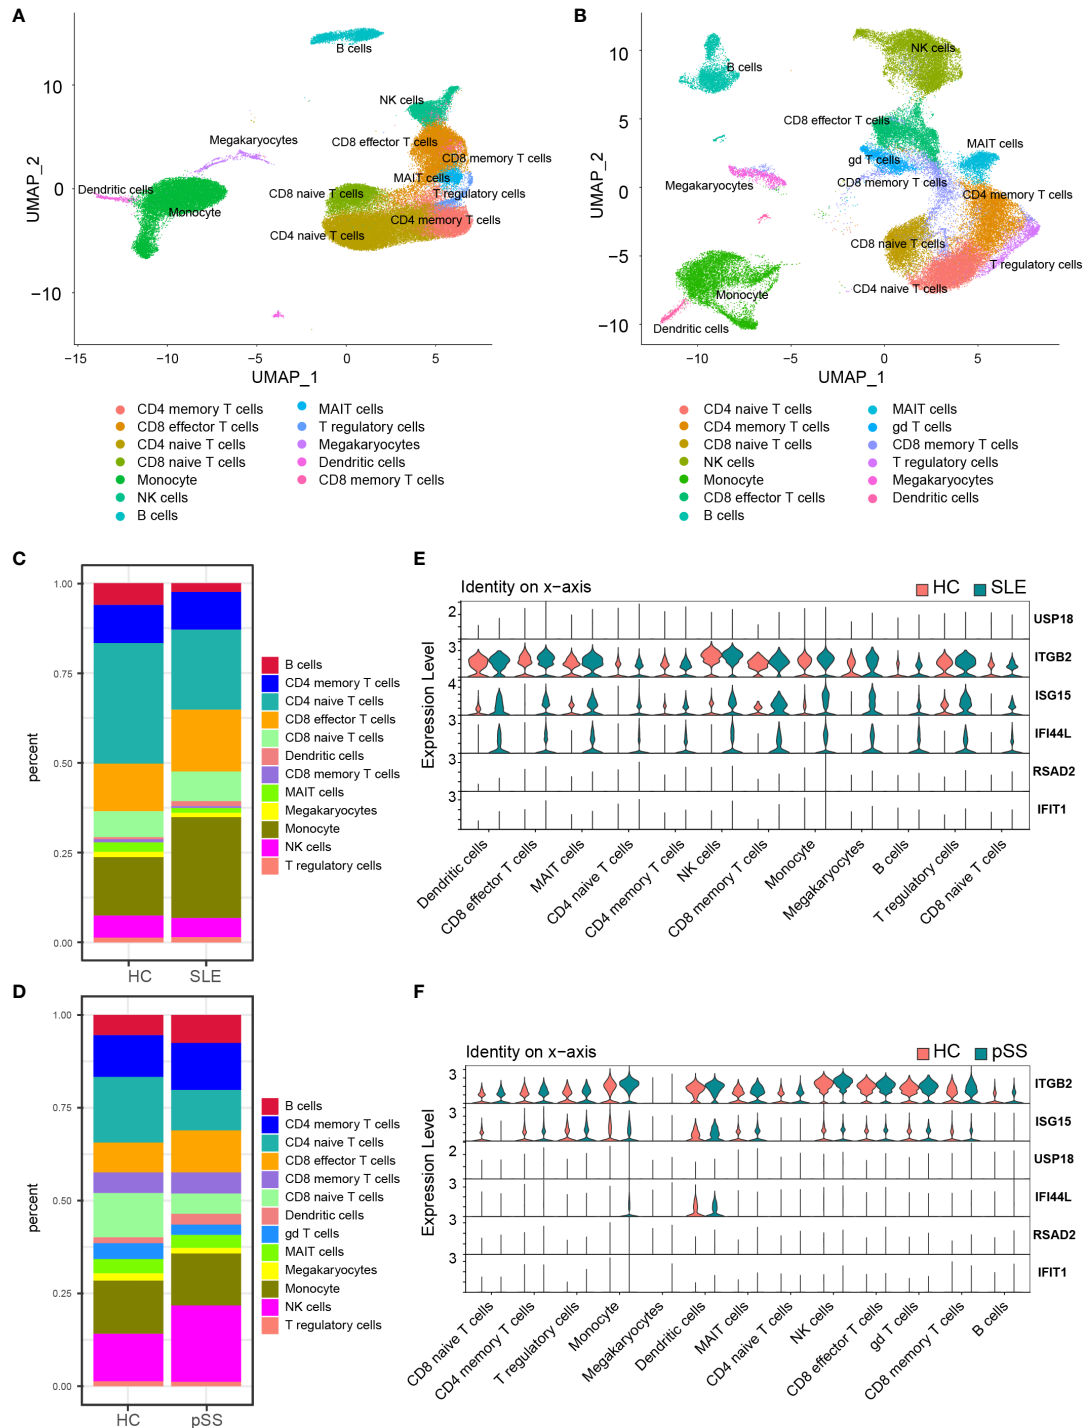 A
B cells
NK cells
CD8 effector T cells
Megakaryocytes
CD8 memory T cells
MAIT cells
Dendritic cells
CD8 naive T cells
T regulatory cells
Monocyte
CD4 memory T cells
CD4 naive T cells
10
0
−10
UMAP_2
−15
−10
−5
0
5
UMAP_1
CD4 memory T cells
CD8 effector T cells
CD4 naive T cells
CD8 naive T cells
Monocyte
NK cells
B cells
MAIT cells
T regulatory cells
Megakaryocytes
Dendritic cells
CD8 memory T cells
B
NK cells
B cells
CD8 effector T cells
MAIT cells
gd T cells
Megakaryocytes
CD8 memory T cells
CD4 memory T cells
CD8 naive T cells
T regulatory cells
CD4 naive T cells
Monocyte
Dendritic cells
10
5
0
−5
−10
UMAP_2
−10
−5
0
5
UMAP_1
CD4 naive T cells
CD4 memory T cells
CD8 naive T cells
NK cells
Monocyte
CD8 effector T cells
B cells
MAIT cells
gd T cells
CD8 memory T cells
T regulatory cells
Megakaryocytes
Dendritic cells
C
1.00
0.75
0.50
0.25
0.00
percent
HC
SLE
B cells
CD4 memory T cells
CD4 naive T cells
CD8 effector T cells
CD8 naive T cells
Dendritic cells
CD8 memory T cells
MAIT cells
Megakaryocytes
Monocyte
NK cells
T regulatory cells
E
Identity on x−axis
HC
SLE
Expression Level
2
USP18
3
ITGB2
4
ISG15
3
IFI44L
3
RSAD2
3
IFIT1
Dendritic cells
CD8 effector T cells
MAIT cells
CD4 naive T cells
CD4 memory T cells
NK cells
CD8 memory T cells
Monocyte
Megakaryocytes
B cells
T regulatory cells
CD8 naive T cells
D
1.00
0.75
0.50
0.25
0.00
percent
HC
pSS
B cells
CD4 memory T cells
CD4 naive T cells
CD8 effector T cells
CD8 memory T cells
CD8 naive T cells
Dendritic cells
gd T cells
MAIT cells
Megakaryocytes
Monocyte
NK cells
T regulatory cells
F
Identity on x−axis
HC
pSS
Expression Level
3
ITGB2
3
ISG15
2
USP18
3
IFI44L
3
RSAD2
3
IFIT1
CD8 naive T cells
CD4 memory T cells
T regulatory cells
Monocyte
Megakaryocytes
Dendritic cells
MAIT cells
CD4 naive T cells
NK cells
CD8 effector T cells
gd T cells
CD8 memory T cells
B cells